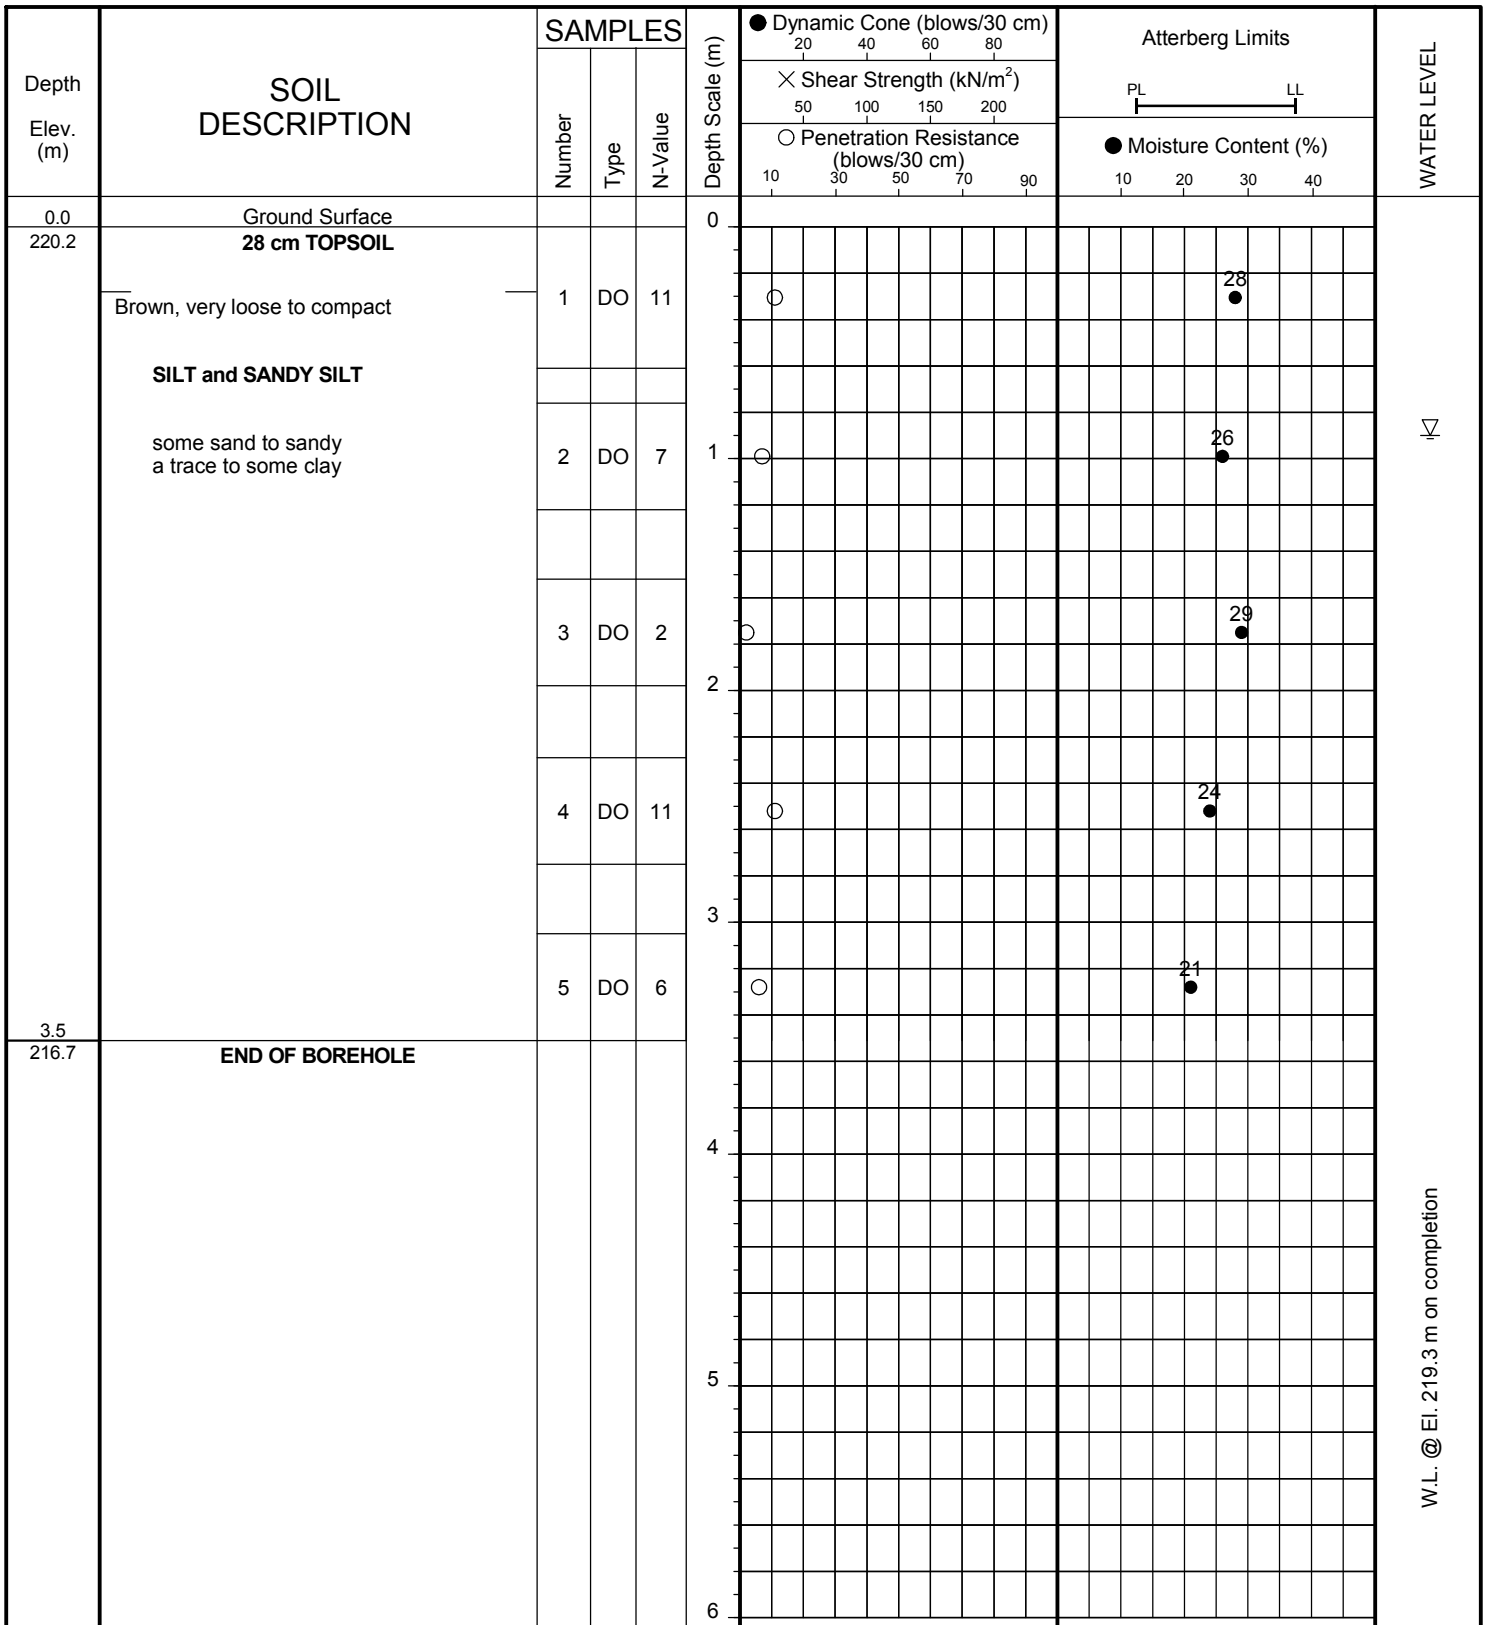 Depth
Elev.
(m)
SOIL
DESCRIPTION
SAMPLES
Number
Type
N-Value
Depth Scale (m)
● Dynamic Cone (blows/30 cm)
20 40 60 80
× Shear Strength (kN/m²)
50 100 150 200
○ Penetration Resistance
(blows/30 cm)
10 30 50 70 90
Atterberg Limits
PL LL
● Moisture Content (%)
10 20 30 40
WATER LEVEL
0.0 Ground Surface 0
220.2 28 cm TOPSOIL
28
Brown, very loose to compact 1 DO 11
SILT and SANDY SILT
some sand to sandy
a trace to some clay
26
2 DO 7 1
29
3 DO 2
2
24
4 DO 11
3
21
5 DO 6
3.5
216.7 END OF BOREHOLE
4
5
6
W.L. @ El. 219.3 m on completion